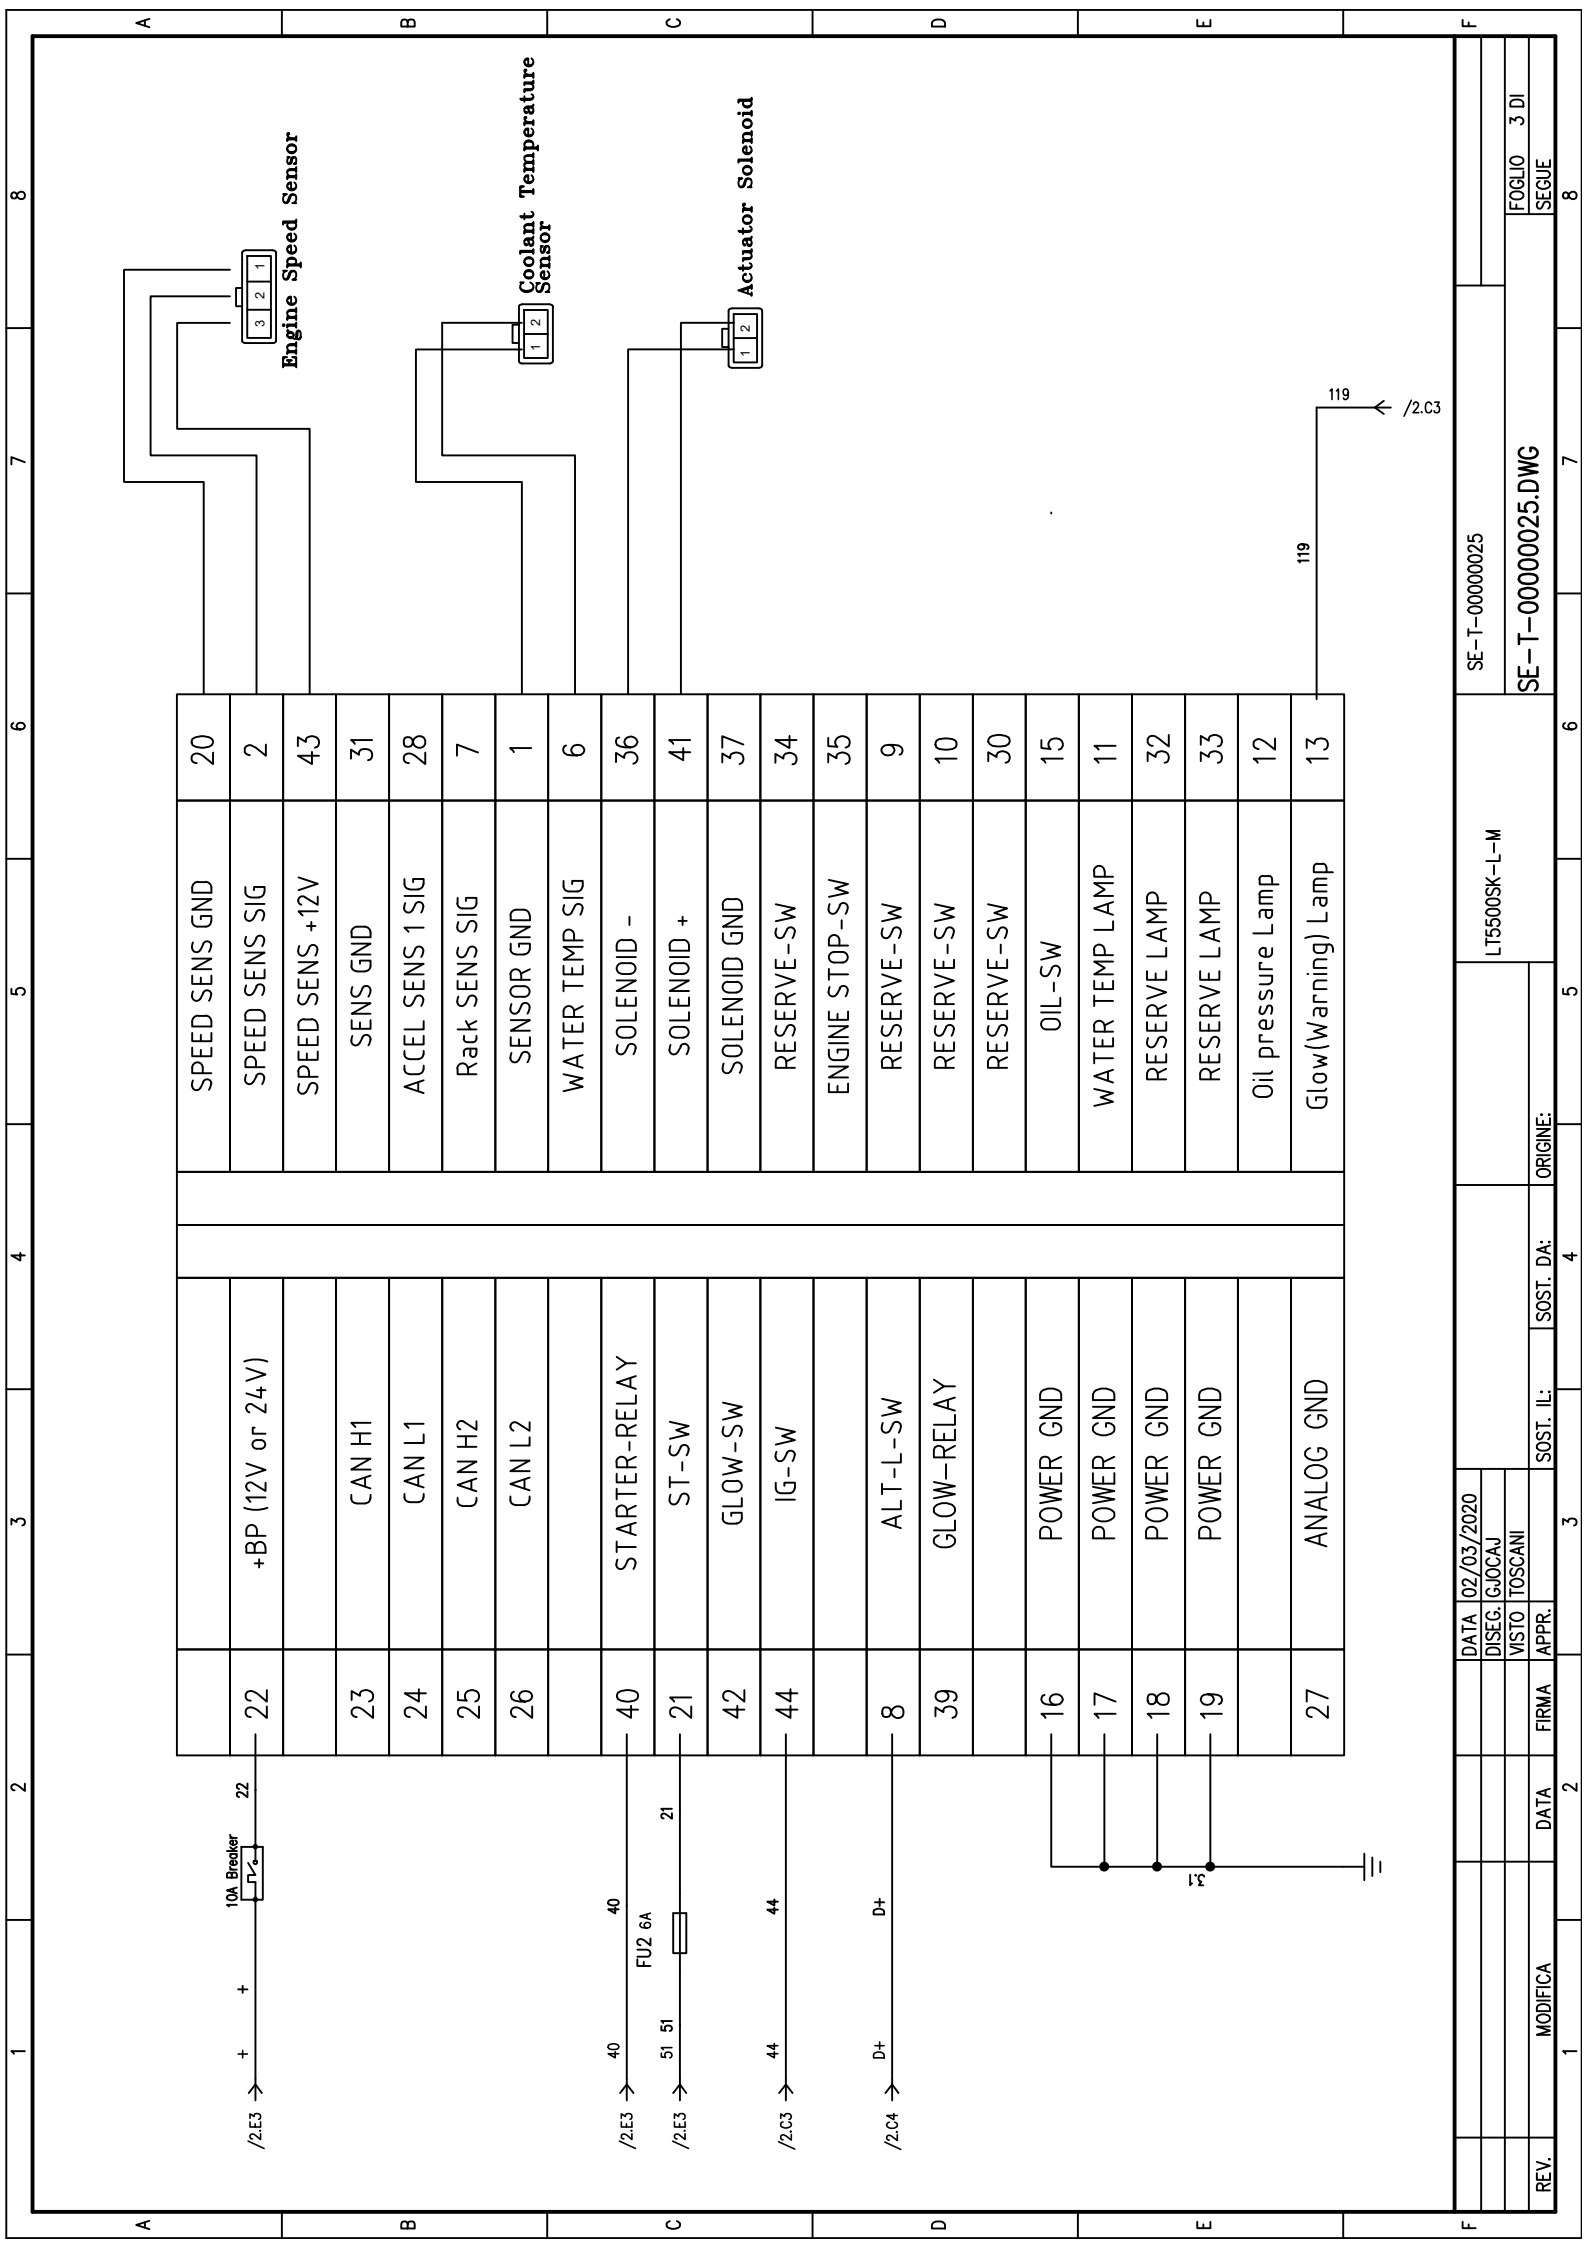 1 2 3 4 5 6 7 8
A
B
C
D
E
F
/2.E3
+ +
10A Breaker
22
22 +BP (12V or 24V)
23 CAN H1
24 CAN L1
25 CAN H2
26 CAN L2
/2.E3
40 40
40 STARTER-RELAY
/2.E3
51 51
FU2 6A
21
21 ST-SW
42 GLOW-SW
/2.C3
44 44
44 IG-SW
/2.C4
D+ D+
8 ALT-L-SW
39 GLOW-RELAY
16 POWER GND
17 POWER GND
18 POWER GND
19 POWER GND
3.1
27 ANALOG GND
SPEED SENS GND 20
SPEED SENS SIG 2
SPEED SENS +12V 43
SENS GND 31
ACCEL SENS 1 SIG 28
Rack SENS SIG 7
SENSOR GND 1
WATER TEMP SIG 6
SOLENOID - 36
SOLENOID + 41
SOLENOID GND 37
RESERVE-SW 34
ENGINE STOP-SW 35
RESERVE-SW 9
RESERVE-SW 10
RESERVE-SW 30
OIL-SW 15
WATER TEMP LAMP 11
RESERVE LAMP 32
RESERVE LAMP 33
Oil pressure Lamp 12
Glow(Warning) Lamp 13
3 2 1
Engine Speed Sensor
1 2
Coolant Temperature
Sensor
1 2
Actuator Solenoid
119
119
/2.C3
A
B
C
D
E
F
REV.
MODIFICA
DATA
FIRMA
DATA 02/03/2020
DISEG. GJOCAJ
VISTO TOSCANI
APPR.
SOST. IL:
SOST. DA:
ORIGINE:
LT5500SK-L-M
SE-T-00000025
SE-T-00000025.DWG
FOGLIO 3 DI
SEGUE
1 2 3 4 5 6 7 8